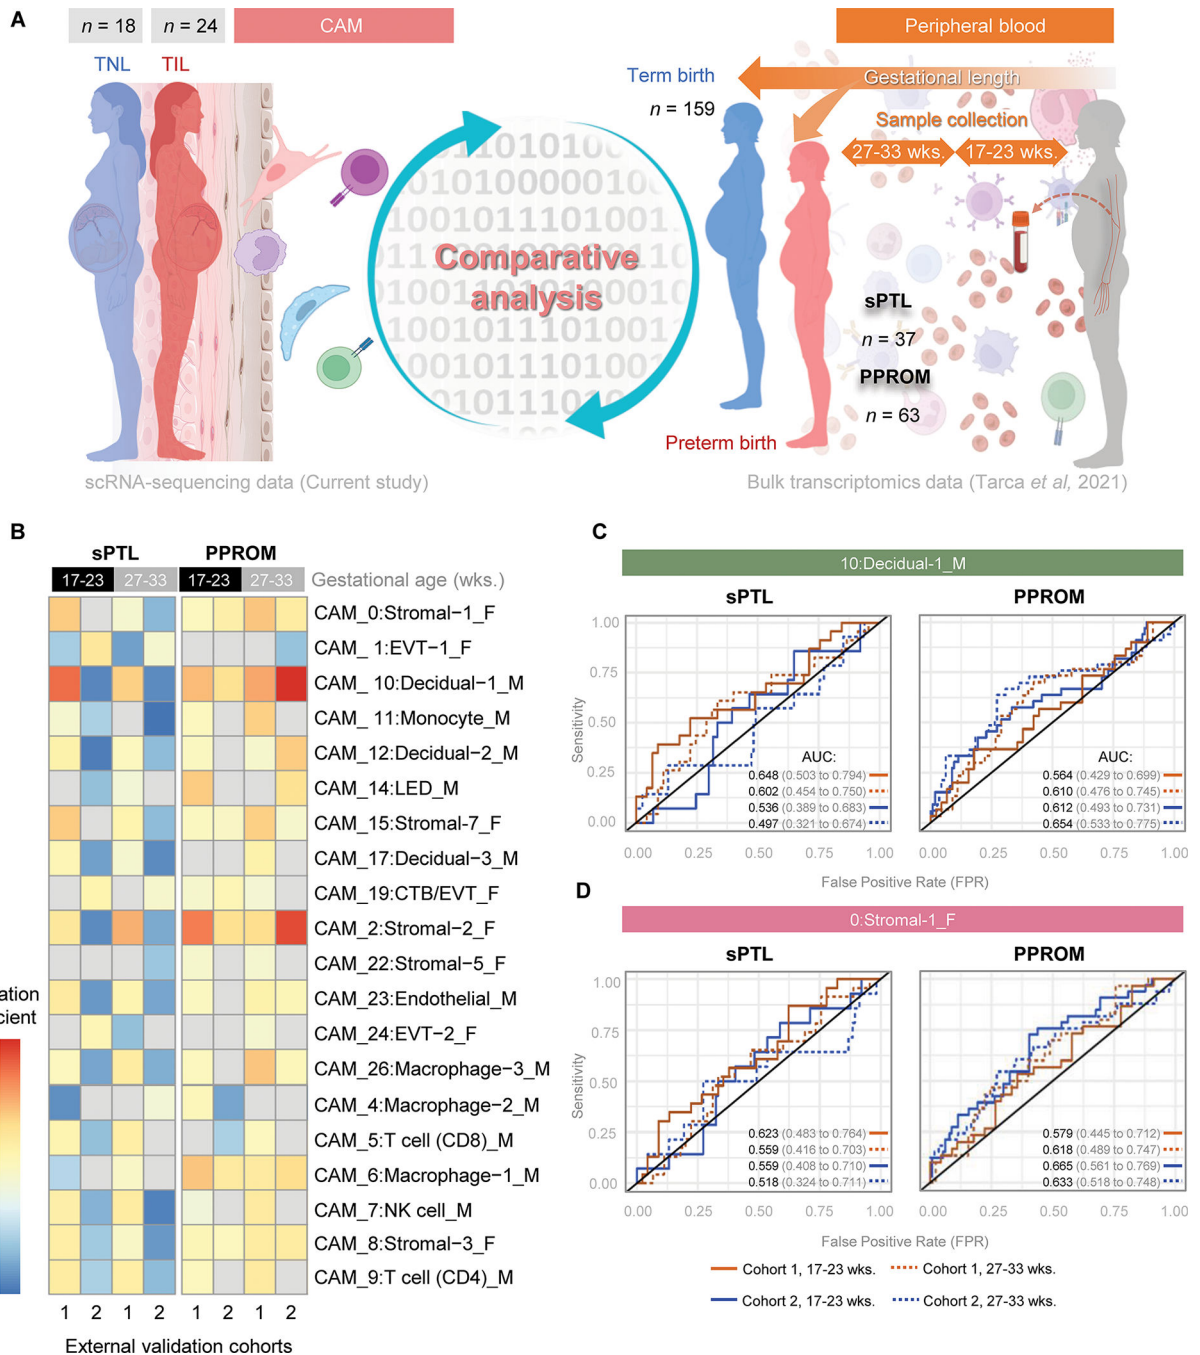 A
n = 18
n = 24
CAM
TNL
TIL
Peripheral blood
Term birth
n = 159
Gestational length
Sample collection
27-33 wks.
17-23 wks.
Comparative
analysis
sPTL
n = 37
PPROM
n = 63
Preterm birth
scRNA-sequencing data (Current study)
Bulk transcriptomics data (Tarca et al, 2021)
B
sPTL
PPROM
17-23
27-33
17-23
27-33
Gestational age (wks.)
CAM_0:Stromal−1_F
CAM_ 1:EVT−1_F
CAM_ 10:Decidual−1_M
CAM_ 11:Monocyte_M
CAM_12:Decidual−2_M
CAM_14:LED_M
CAM_15:Stromal-7_F
CAM_17:Decidual−3_M
CAM_19:CTB/EVT_F
CAM_2:Stromal−2_F
CAM_22:Stromal−5_F
CAM_23:Endothelial_M
CAM_24:EVT−2_F
CAM_26:Macrophage−3_M
CAM_4:Macrophage−2_M
CAM_5:T cell (CD8)_M
CAM_6:Macrophage−1_M
CAM_7:NK cell_M
CAM_8:Stromal−3_F
CAM_9:T cell (CD4)_M
ation
cient
1 2 1 2 1 2 1 2
External validation cohorts
C
10:Decidual-1_M
sPTL
PPROM
Sensitivity
1.00
0.75
0.50
0.25
0.00
AUC:
0.648 (0.503 to 0.794)
0.602 (0.454 to 0.750)
0.536 (0.389 to 0.683)
0.497 (0.321 to 0.674)
AUC:
0.564 (0.429 to 0.699)
0.610 (0.476 to 0.745)
0.612 (0.493 to 0.731)
0.654 (0.533 to 0.775)
0.00 0.25 0.50 0.75 1.00
0.00 0.25 0.50 0.75 1.00
False Positive Rate (FPR)
D
0:Stromal-1_F
sPTL
PPROM
Sensitivity
1.00
0.75
0.50
0.25
0.00
0.623 (0.483 to 0.764)
0.559 (0.416 to 0.703)
0.559 (0.408 to 0.710)
0.518 (0.324 to 0.711)
0.579 (0.445 to 0.712)
0.618 (0.489 to 0.747)
0.665 (0.561 to 0.769)
0.633 (0.518 to 0.748)
0.00 0.25 0.50 0.75 1.00
0.00 0.25 0.50 0.75 1.00
False Positive Rate (FPR)
Cohort 1, 17-23 wks.
Cohort 1, 27-33 wks.
Cohort 2, 17-23 wks.
Cohort 2, 27-33 wks.